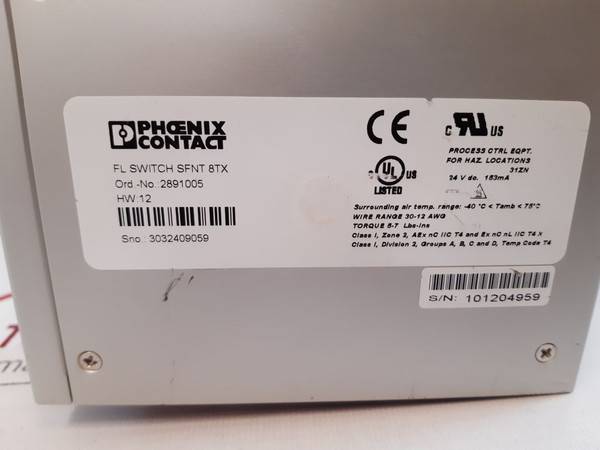 PHOENIX
CONTACT
FL SWITCH SFNT 8TX
Ord.-No.:2891005
HW:12
Sno.: 3032409059
CE
c RU US
PROCESS CTRL EQPT.
FOR HAZ. LOCATIONS
31ZN
24 V dc. 153mA
c UL US
LISTED
Surrounding air temp. range: -40 °C < Tamb < 75°C
WIRE RANGE 30-12 AWG
TORQUE 5-7 Lbs-Ins
Class I, Zone 2, AEx nC IIC T4 and Ex nC nL IIC T4 X
Class I, Division 2, Groups A, B, C and D, Temp Code T4
S/N: 101204959